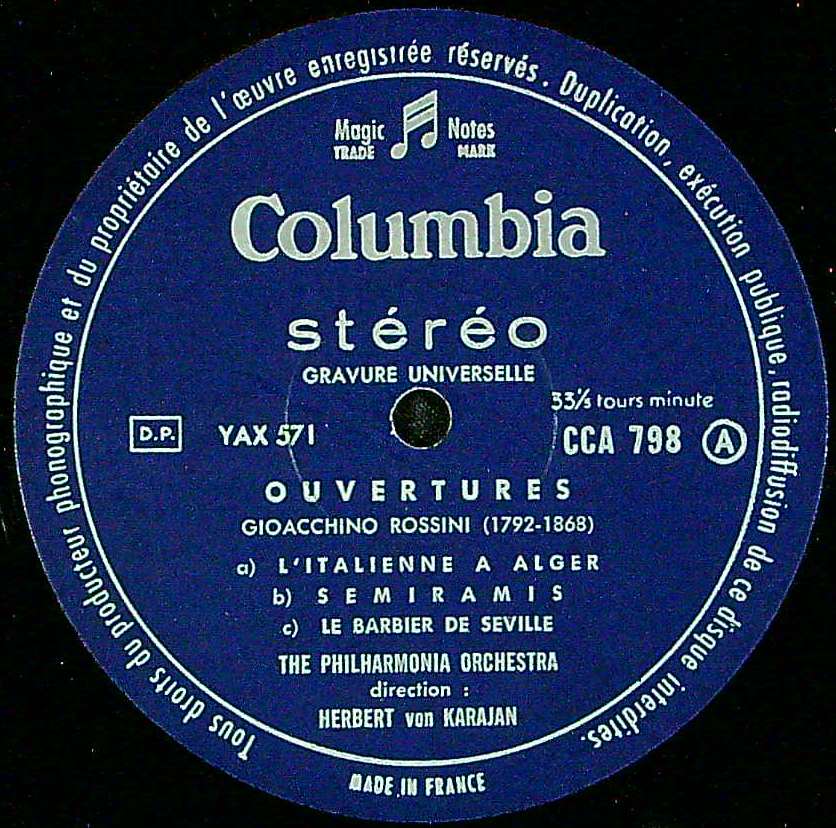 Tous droits du producteur phonographique et du propriétaire de l'œuvre enregistrée réservés. Duplication, exécution publique, radiodiffusion de ce disque interdites.
Magic Notes
TRADE MARK
Columbia
stéréo
GRAVURE UNIVERSELLE
33⅓ tours minute
D.P. YAX 571 CCA 798 A
OUVERTURES
GIOACCHINO ROSSINI (1792-1868)
a) L'ITALIENNE A ALGER
b) SEMIRAMIS
c) LE BARBIER DE SEVILLE
THE PHILHARMONIA ORCHESTRA
direction :
HERBERT von KARAJAN
MADE IN FRANCE